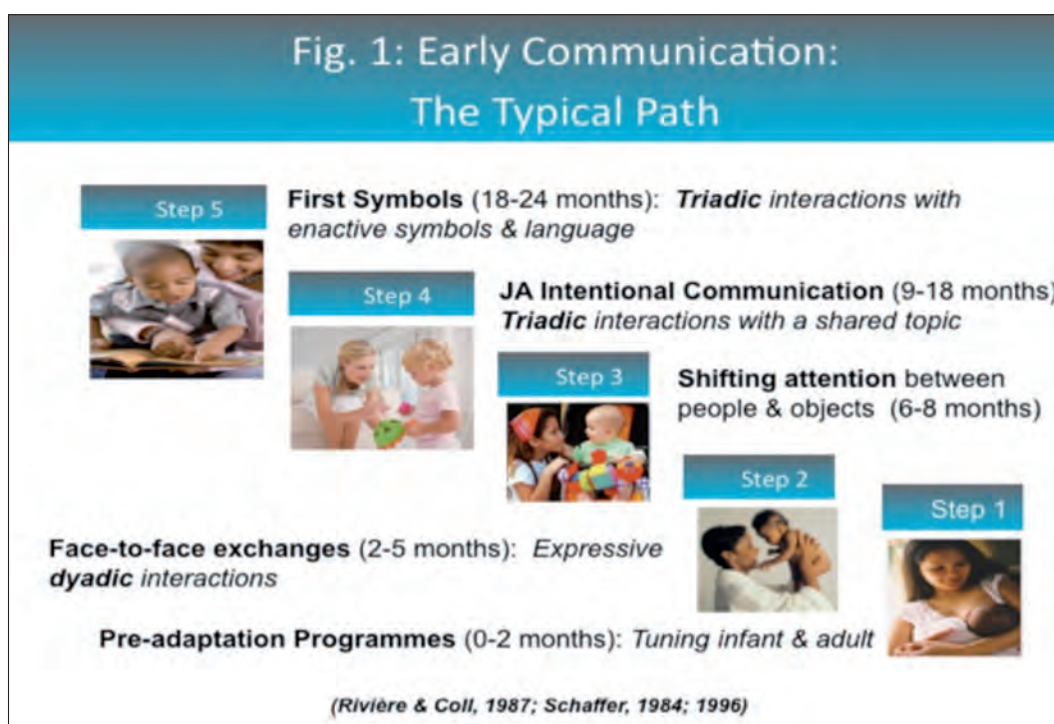 Fig. 1: Early Communication:
The Typical Path
Step 5
First Symbols (18-24 months): Triadic interactions with
enactive symbols & language
Step 4
JA Intentional Communication (9-18 months)
Triadic interactions with a shared topic
Step 3
Shifting attention between
people & objects (6-8 months)
Step 2
Step 1
Face-to-face exchanges (2-5 months): Expressive
dyadic interactions
Pre-adaptation Programmes (0-2 months): Tuning infant & adult
(Rivière & Coll, 1987; Schaffer, 1984; 1996)